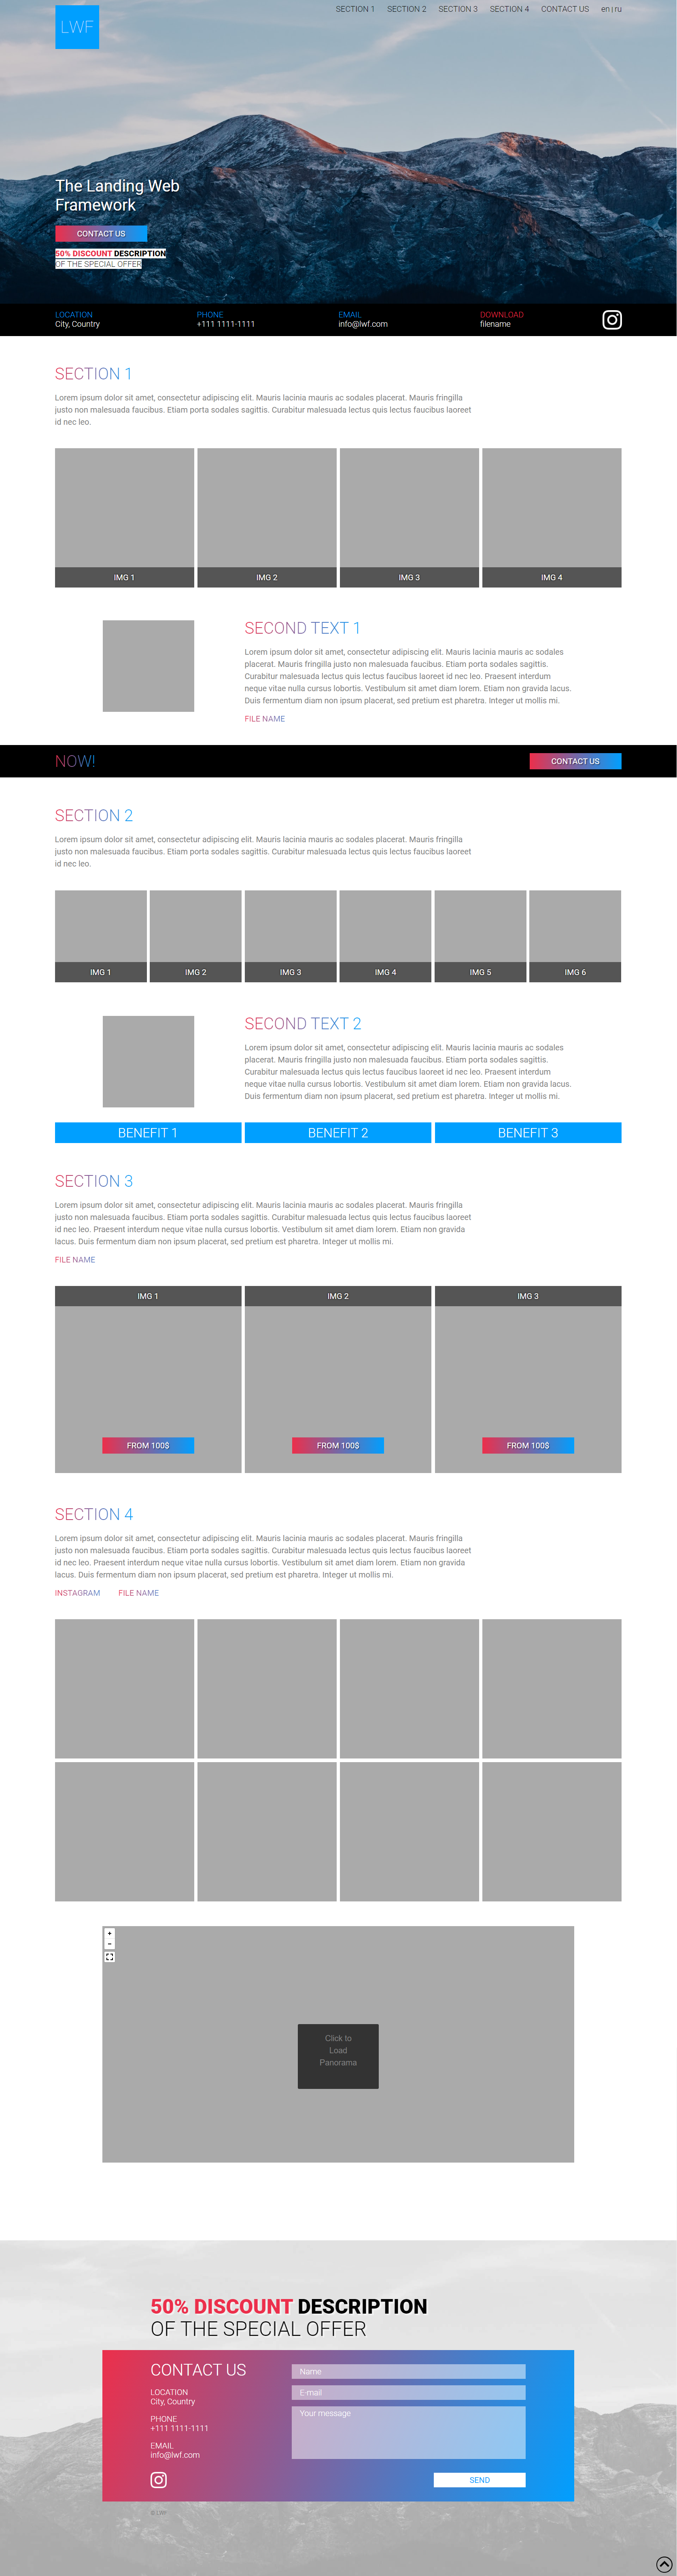 LWF
SECTION 1 SECTION 2 SECTION 3 SECTION 4 CONTACT US en | ru
The Landing Web
Framework
CONTACT US
50% DISCOUNT DESCRIPTION
OF THE SPECIAL OFFER
LOCATION PHONE EMAIL DOWNLOAD
City, Country +111 1111-1111 info@lwf.com filename
SECTION 1
Lorem ipsum dolor sit amet, consectetur adipiscing elit. Mauris lacinia mauris ac sodales placerat. Mauris fringilla
justo non malesuada faucibus. Etiam porta sodales sagittis. Curabitur malesuada lectus quis lectus faucibus laoreet
id nec leo.
IMG 1 IMG 2 IMG 3 IMG 4
SECOND TEXT 1
Lorem ipsum dolor sit amet, consectetur adipiscing elit. Mauris lacinia mauris ac sodales
placerat. Mauris fringilla justo non malesuada faucibus. Etiam porta sodales sagittis.
Curabitur malesuada lectus quis lectus faucibus laoreet id nec leo. Praesent interdum
neque vitae nulla cursus lobortis. Vestibulum sit amet diam lorem. Etiam non gravida lacus.
Duis fermentum diam non ipsum placerat, sed pretium est pharetra. Integer ut mollis mi.
FILE NAME
NOW! CONTACT US
SECTION 2
Lorem ipsum dolor sit amet, consectetur adipiscing elit. Mauris lacinia mauris ac sodales placerat. Mauris fringilla
justo non malesuada faucibus. Etiam porta sodales sagittis. Curabitur malesuada lectus quis lectus faucibus laoreet
id nec leo.
IMG 1 IMG 2 IMG 3 IMG 4 IMG 5 IMG 6
SECOND TEXT 2
Lorem ipsum dolor sit amet, consectetur adipiscing elit. Mauris lacinia mauris ac sodales
placerat. Mauris fringilla justo non malesuada faucibus. Etiam porta sodales sagittis.
Curabitur malesuada lectus quis lectus faucibus laoreet id nec leo. Praesent interdum
neque vitae nulla cursus lobortis. Vestibulum sit amet diam lorem. Etiam non gravida lacus.
Duis fermentum diam non ipsum placerat, sed pretium est pharetra. Integer ut mollis mi.
BENEFIT 1 BENEFIT 2 BENEFIT 3
SECTION 3
Lorem ipsum dolor sit amet, consectetur adipiscing elit. Mauris lacinia mauris ac sodales placerat. Mauris fringilla
justo non malesuada faucibus. Etiam porta sodales sagittis. Curabitur malesuada lectus quis lectus faucibus laoreet
id nec leo. Praesent interdum neque vitae nulla cursus lobortis. Vestibulum sit amet diam lorem. Etiam non gravida
lacus. Duis fermentum diam non ipsum placerat, sed pretium est pharetra. Integer ut mollis mi.
FILE NAME
IMG 1 IMG 2 IMG 3
FROM 100$ FROM 100$ FROM 100$
SECTION 4
Lorem ipsum dolor sit amet, consectetur adipiscing elit. Mauris lacinia mauris ac sodales placerat. Mauris fringilla
justo non malesuada faucibus. Etiam porta sodales sagittis. Curabitur malesuada lectus quis lectus faucibus laoreet
id nec leo. Praesent interdum neque vitae nulla cursus lobortis. Vestibulum sit amet diam lorem. Etiam non gravida
lacus. Duis fermentum diam non ipsum placerat, sed pretium est pharetra. Integer ut mollis mi.
INSTAGRAM FILE NAME
+
−
Click to
Load
Panorama
50% DISCOUNT DESCRIPTION
OF THE SPECIAL OFFER
CONTACT US
LOCATION
City, Country
PHONE
+111 1111-1111
EMAIL
info@lwf.com
Name
E-mail
Your message
SEND